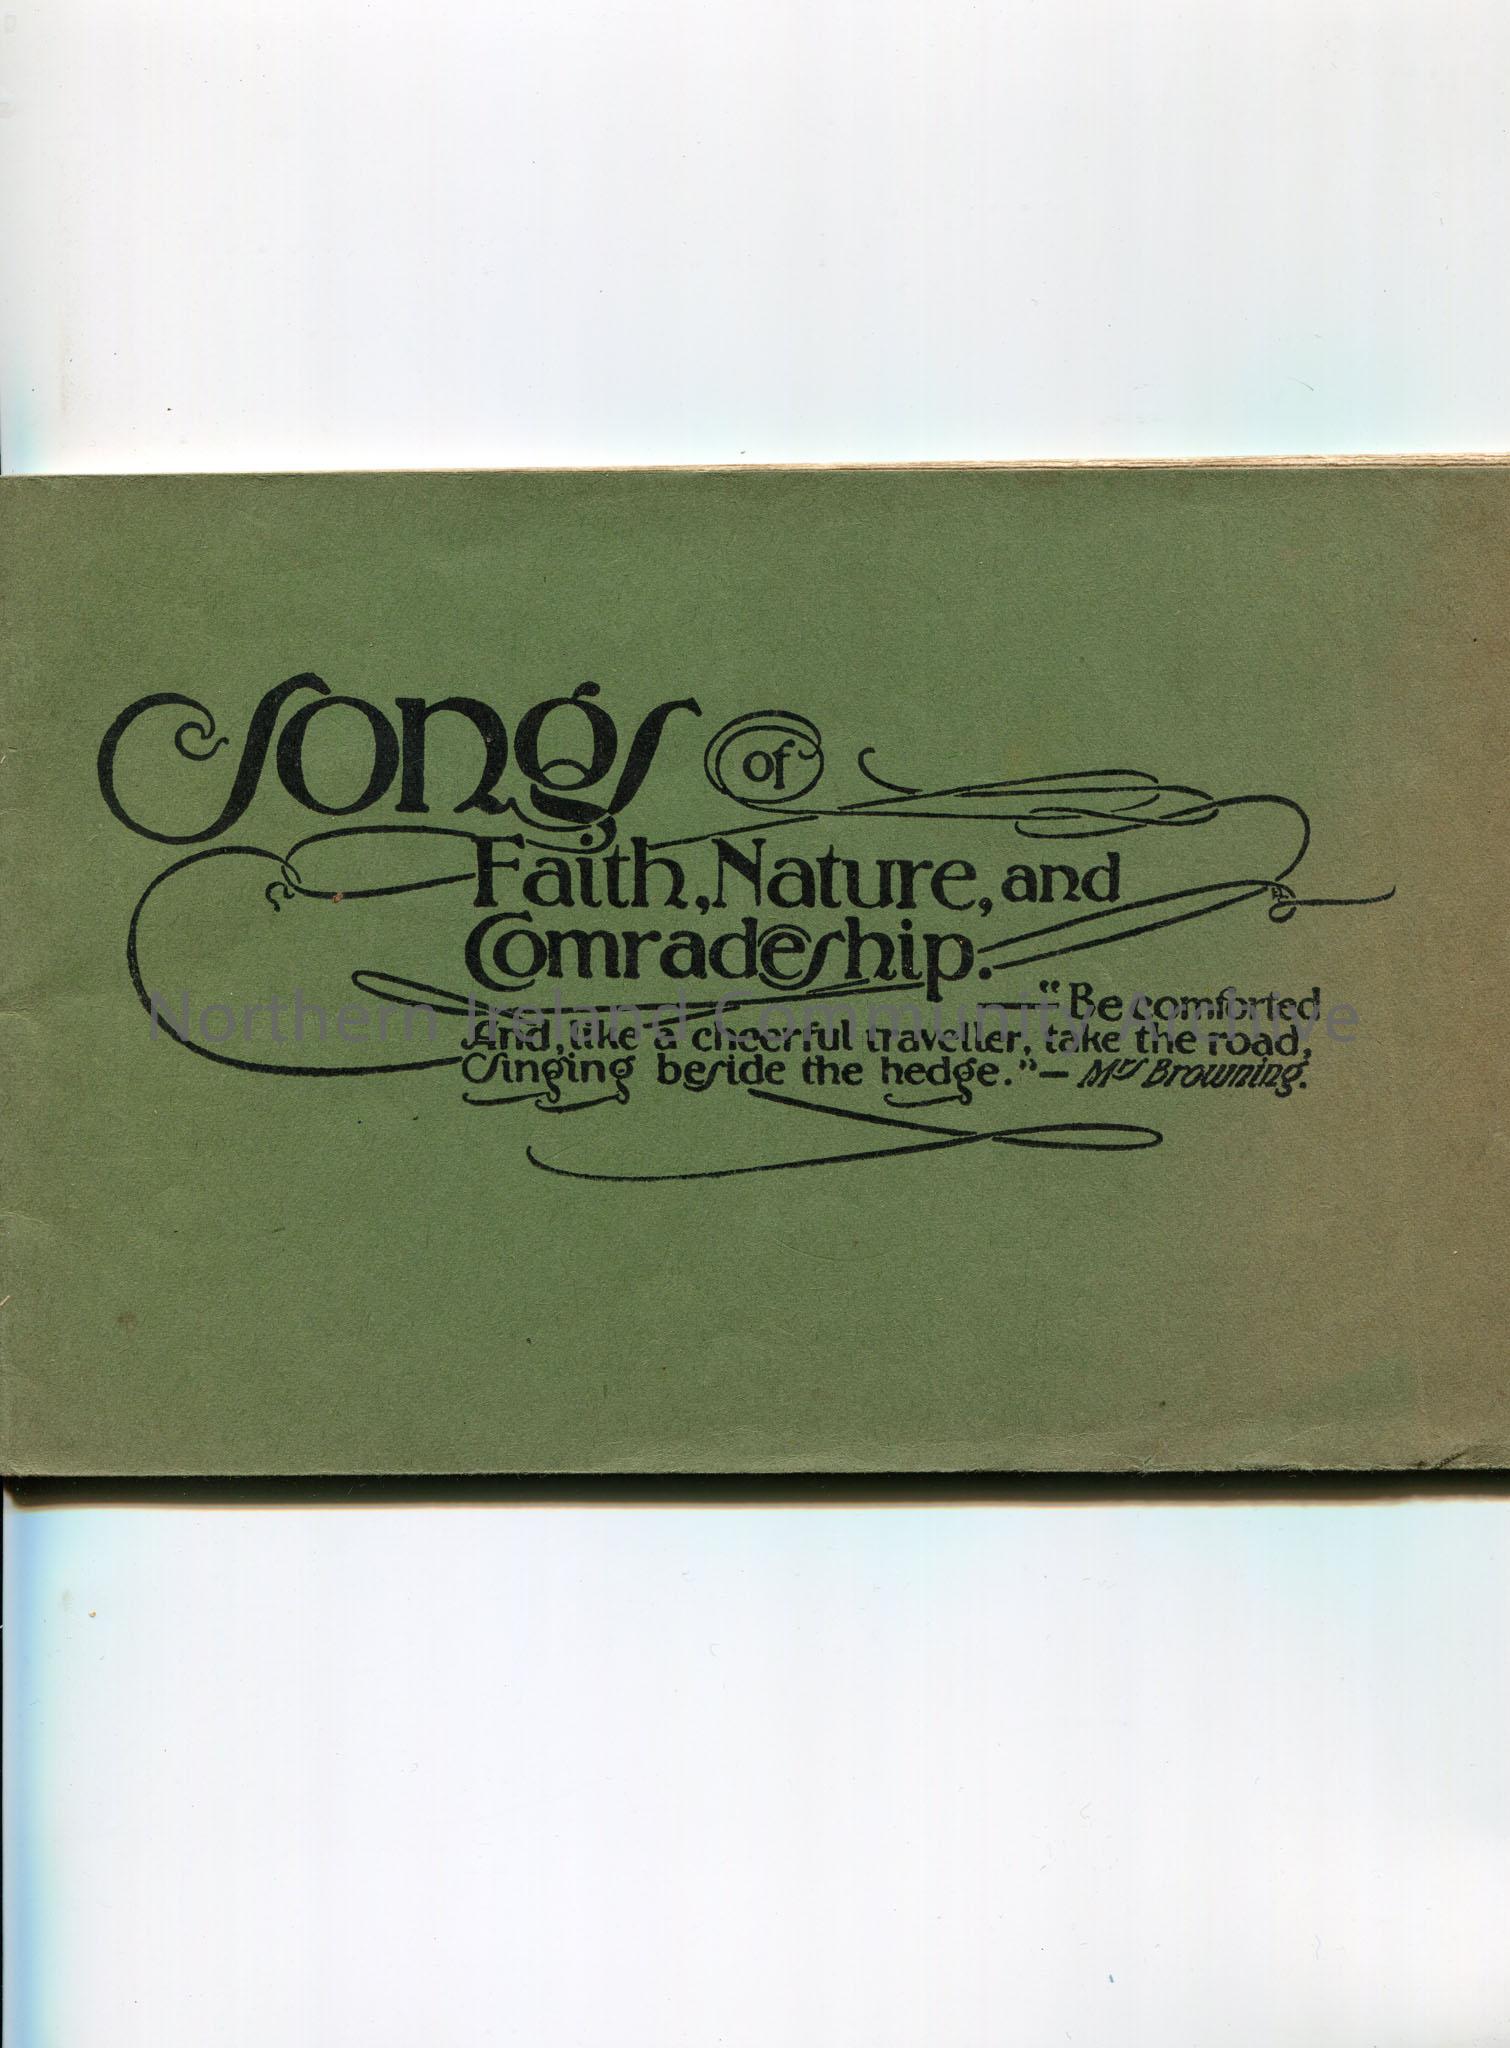 Songs of
Faith, Nature, and
Comradeship.
—"Be comforted
And, like a cheerful traveller, take the road,
Singing beside the hedge."— Mrs Browning.
Northern Ireland Community Archive